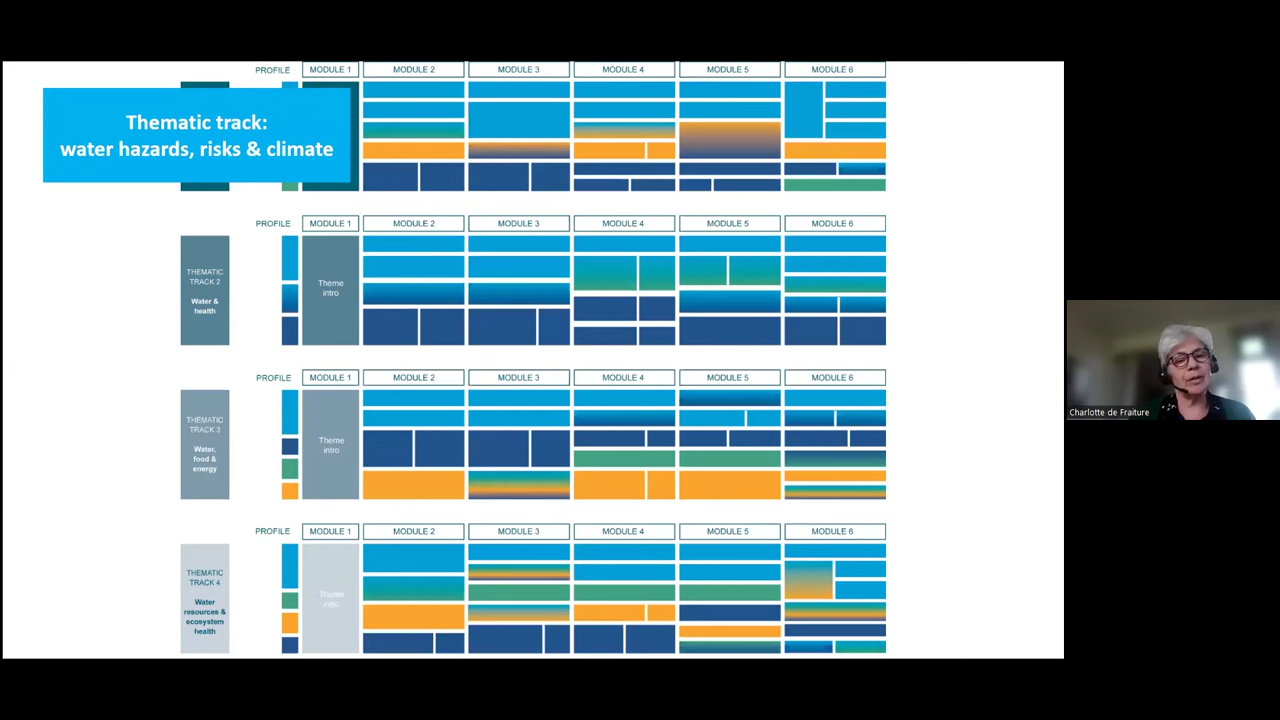 PROFILE MODULE 1 MODULE 2 MODULE 3 MODULE 4 MODULE 5 MODULE 6
Thematic track:
water hazards, risks & climate
PROFILE MODULE 1 MODULE 2 MODULE 3 MODULE 4 MODULE 5 MODULE 6
THEMATIC
TRACK 2
Water &
health
Theme
intro
PROFILE MODULE 1 MODULE 2 MODULE 3 MODULE 4 MODULE 5 MODULE 6
THEMATIC
TRACK 3
Water,
food &
energy
Theme
intro
PROFILE MODULE 1 MODULE 2 MODULE 3 MODULE 4 MODULE 5 MODULE 6
THEMATIC
TRACK 4
Water
resources &
ecosystem
health
Theme
intro
Charlotte de Fraiture